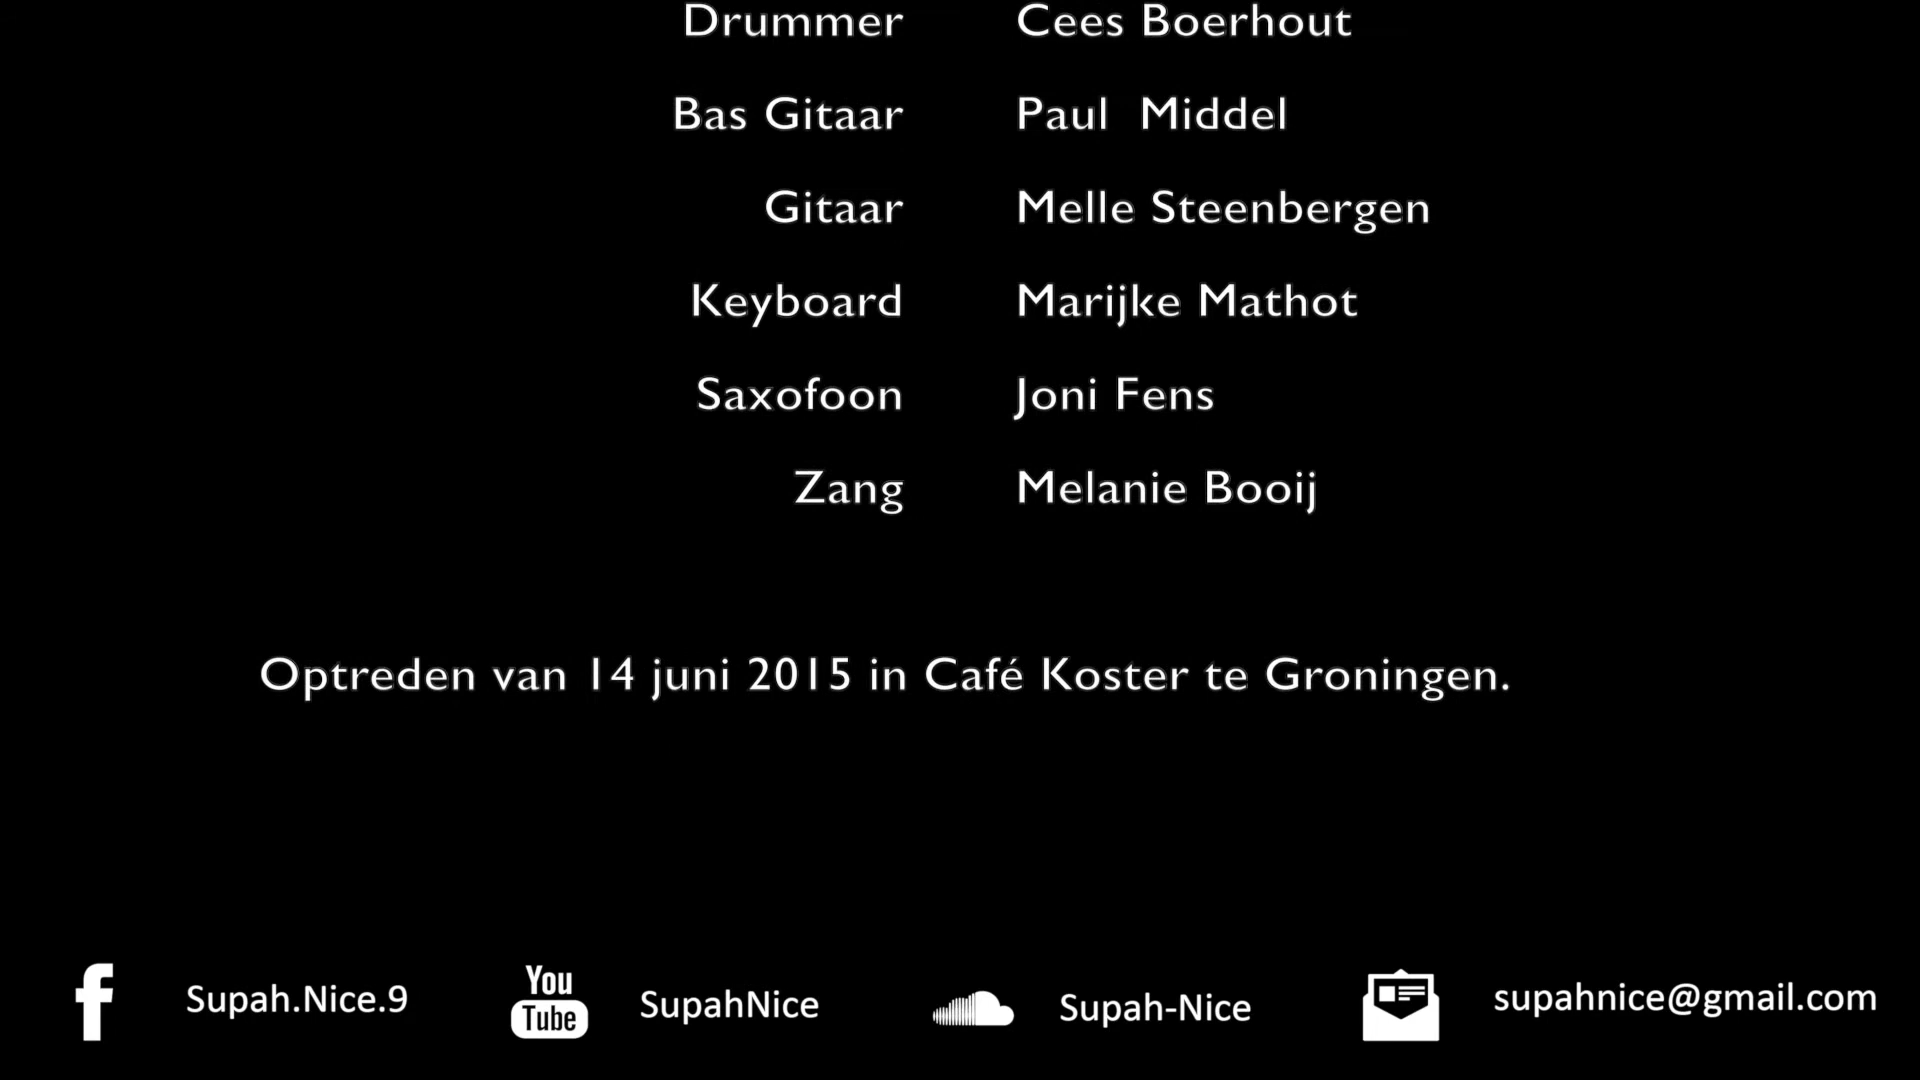 Drummer Cees Boerhout
Bas Gitaar Paul Middel
Gitaar Melle Steenbergen
Keyboard Marijke Mathot
Saxofoon Joni Fens
Zang Melanie Booij
Optreden van 14 juni 2015 in Café Koster te Groningen.
f Supah.Nice.9 You Tube SupahNice Supah-Nice supahnice@gmail.com